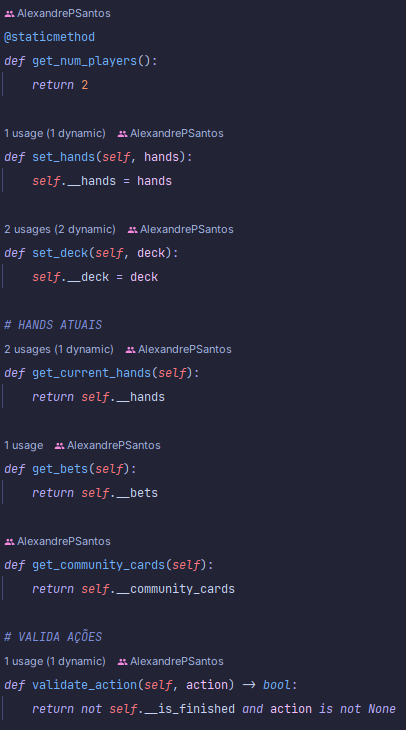 AlexandrePSantos
@staticmethod
def get_num_players():
return 2
1 usage (1 dynamic) AlexandrePSantos
def set_hands(self, hands):
self.__hands = hands
2 usages (2 dynamic) AlexandrePSantos
def set_deck(self, deck):
self.__deck = deck
# HANDS ATUAIS
2 usages (1 dynamic) AlexandrePSantos
def get_current_hands(self):
return self.__hands
1 usage AlexandrePSantos
def get_bets(self):
return self.__bets
AlexandrePSantos
def get_community_cards(self):
return self.__community_cards
# VALIDA AÇÕES
1 usage (1 dynamic) AlexandrePSantos
def validate_action(self, action) -> bool:
return not self.__is_finished and action is not None